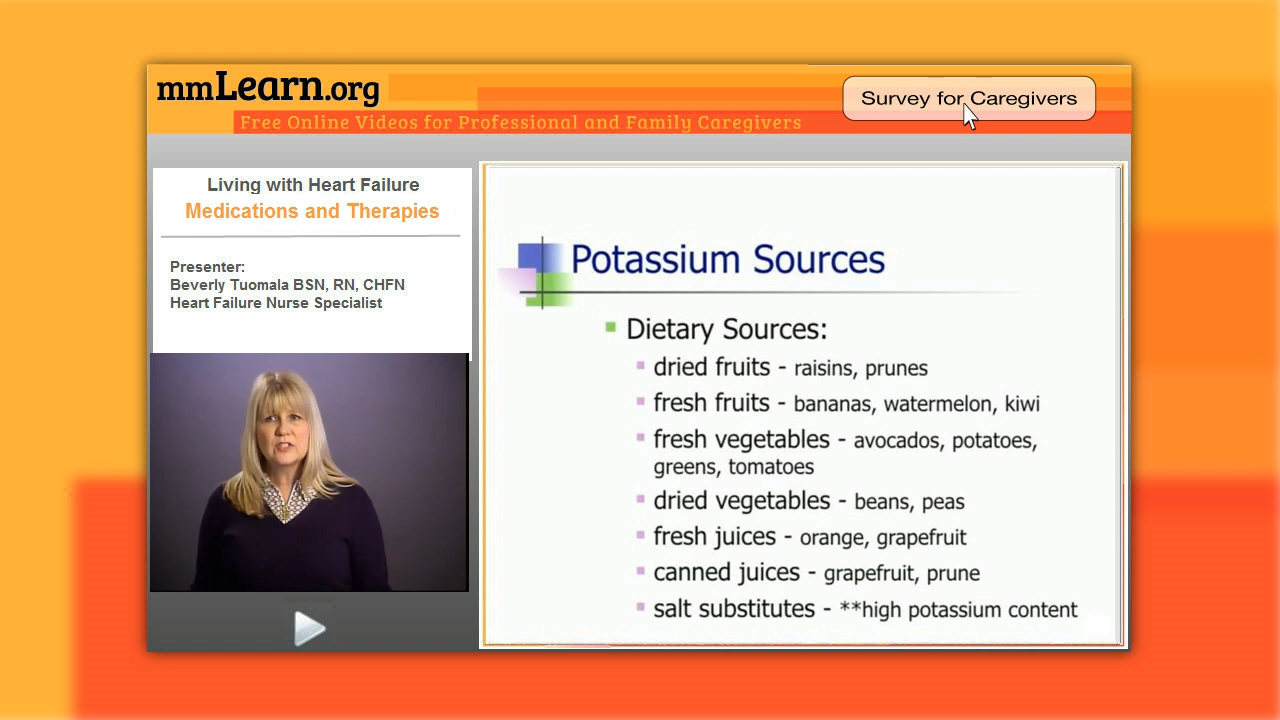 mmLearn.org
Free Online Videos for Professional and Family Caregivers
Survey for Caregivers
Living with Heart Failure
Medications and Therapies
Presenter:
Beverly Tuomala BSN, RN, CHFN
Heart Failure Nurse Specialist
Potassium Sources
Dietary Sources:
dried fruits - raisins, prunes
fresh fruits - bananas, watermelon, kiwi
fresh vegetables - avocados, potatoes,
greens, tomatoes
dried vegetables - beans, peas
fresh juices - orange, grapefruit
canned juices - grapefruit, prune
salt substitutes - **high potassium content